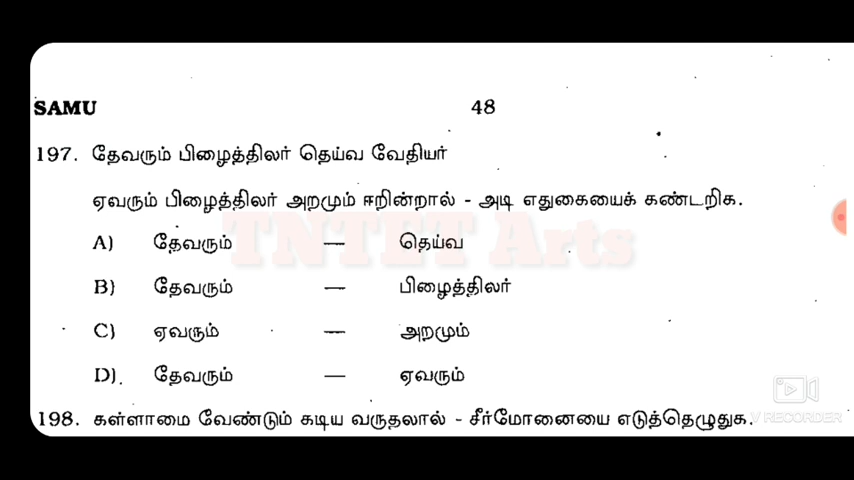 SAMU 48
197. தேவரும் பிழைத்திலர் தெய்வ வேதியர்
ஏவரும் பிழைத்திலர் அறமும் ஈறின்றால் - அடி எதுகையைக் கண்டறிக.
TNTET Arts
A) தேவரும் — தெய்வ
B) தேவரும் — பிழைத்திலர்
C) ஏவரும் — அறமும்
D) தேவரும் — ஏவரும்
V RECORDER
198. கள்ளாமை வேண்டும் கடிய வருதலால் - சீர்மோனையை எடுத்தெழுதுக.